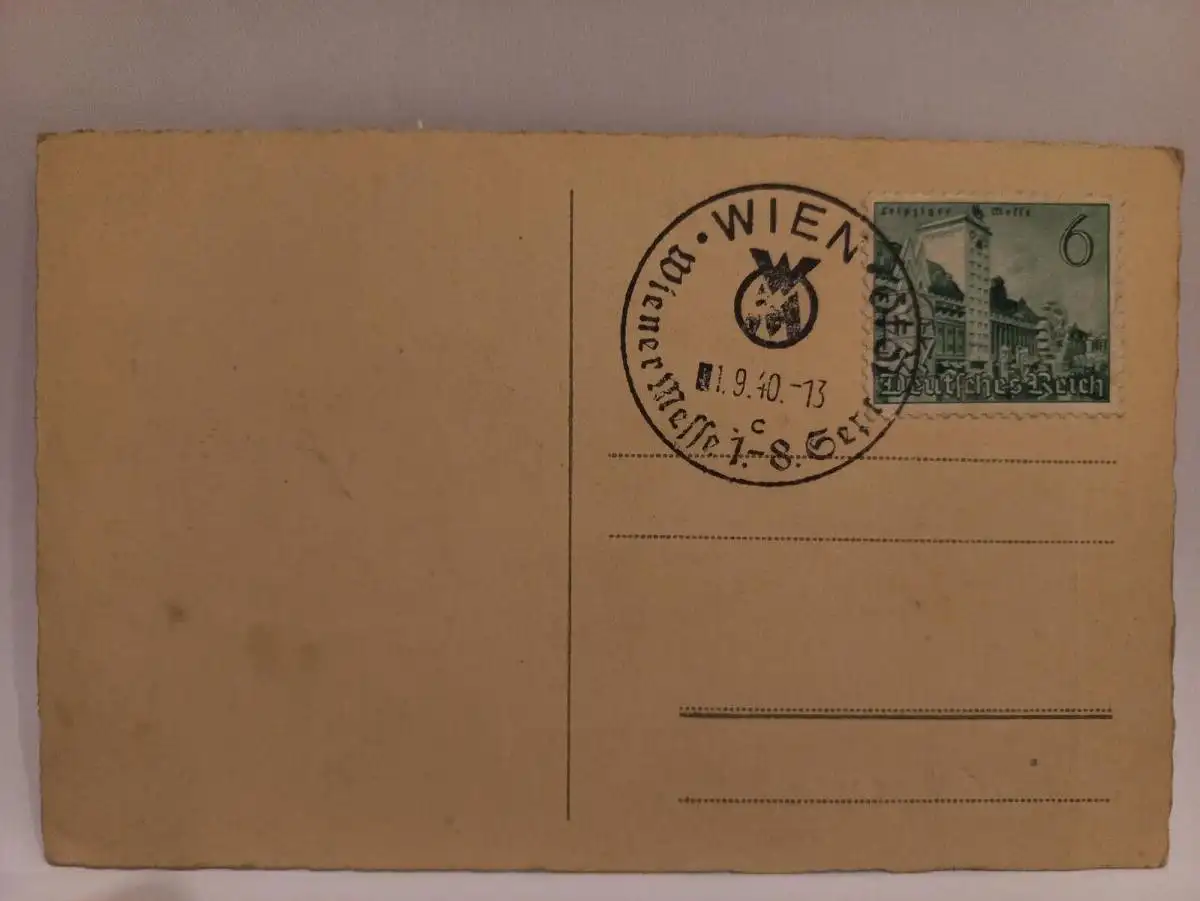 WIEN
Wiener Messe 1.-8. Sept
1.9.40.-13
c
Leipziger Messe
6
Deutsches Reich